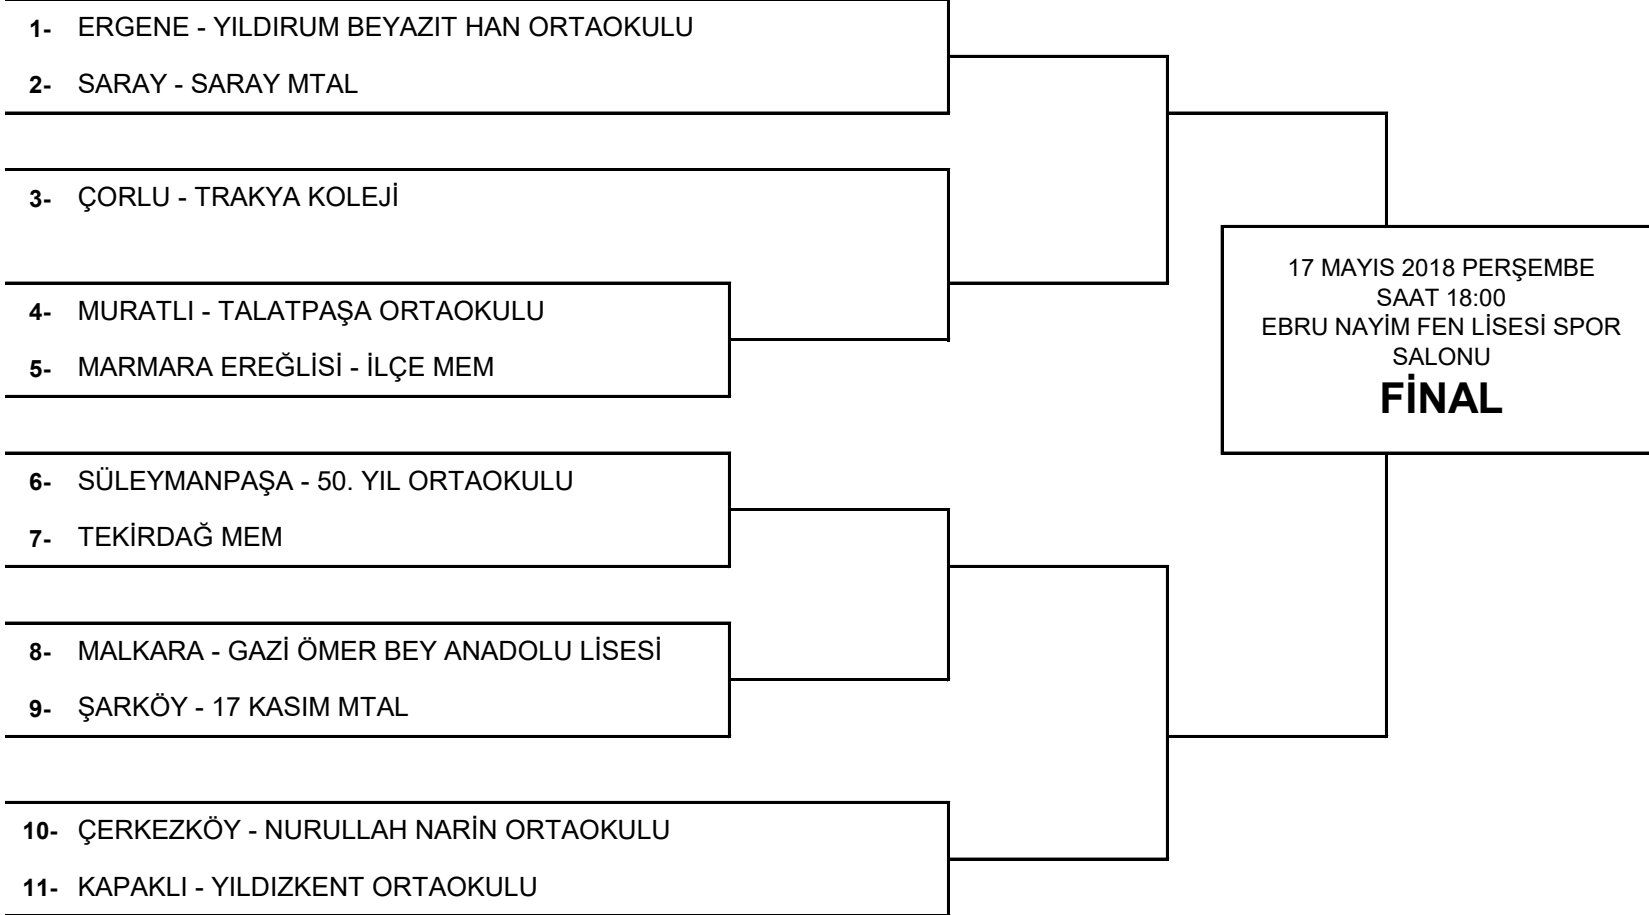 1- ERGENE - YILDIRUM BEYAZIT HAN ORTAOKULU
2- SARAY - SARAY MTAL
3- ÇORLU - TRAKYA KOLEJİ
4- MURATLI - TALATPAŞA ORTAOKULU
5- MARMARA EREĞLİSİ - İLÇE MEM
6- SÜLEYMANPAŞA - 50. YIL ORTAOKULU
7- TEKİRDAĞ MEM
8- MALKARA - GAZİ ÖMER BEY ANADOLU LİSESİ
9- ŞARKÖY - 17 KASIM MTAL
10- ÇERKEZKÖY - NURULLAH NARİN ORTAOKULU
11- KAPAKLI - YILDIZKENT ORTAOKULU
17 MAYIS 2018 PERŞEMBE
SAAT 18:00
EBRU NAYİM FEN LİSESİ SPOR
SALONU
FİNAL